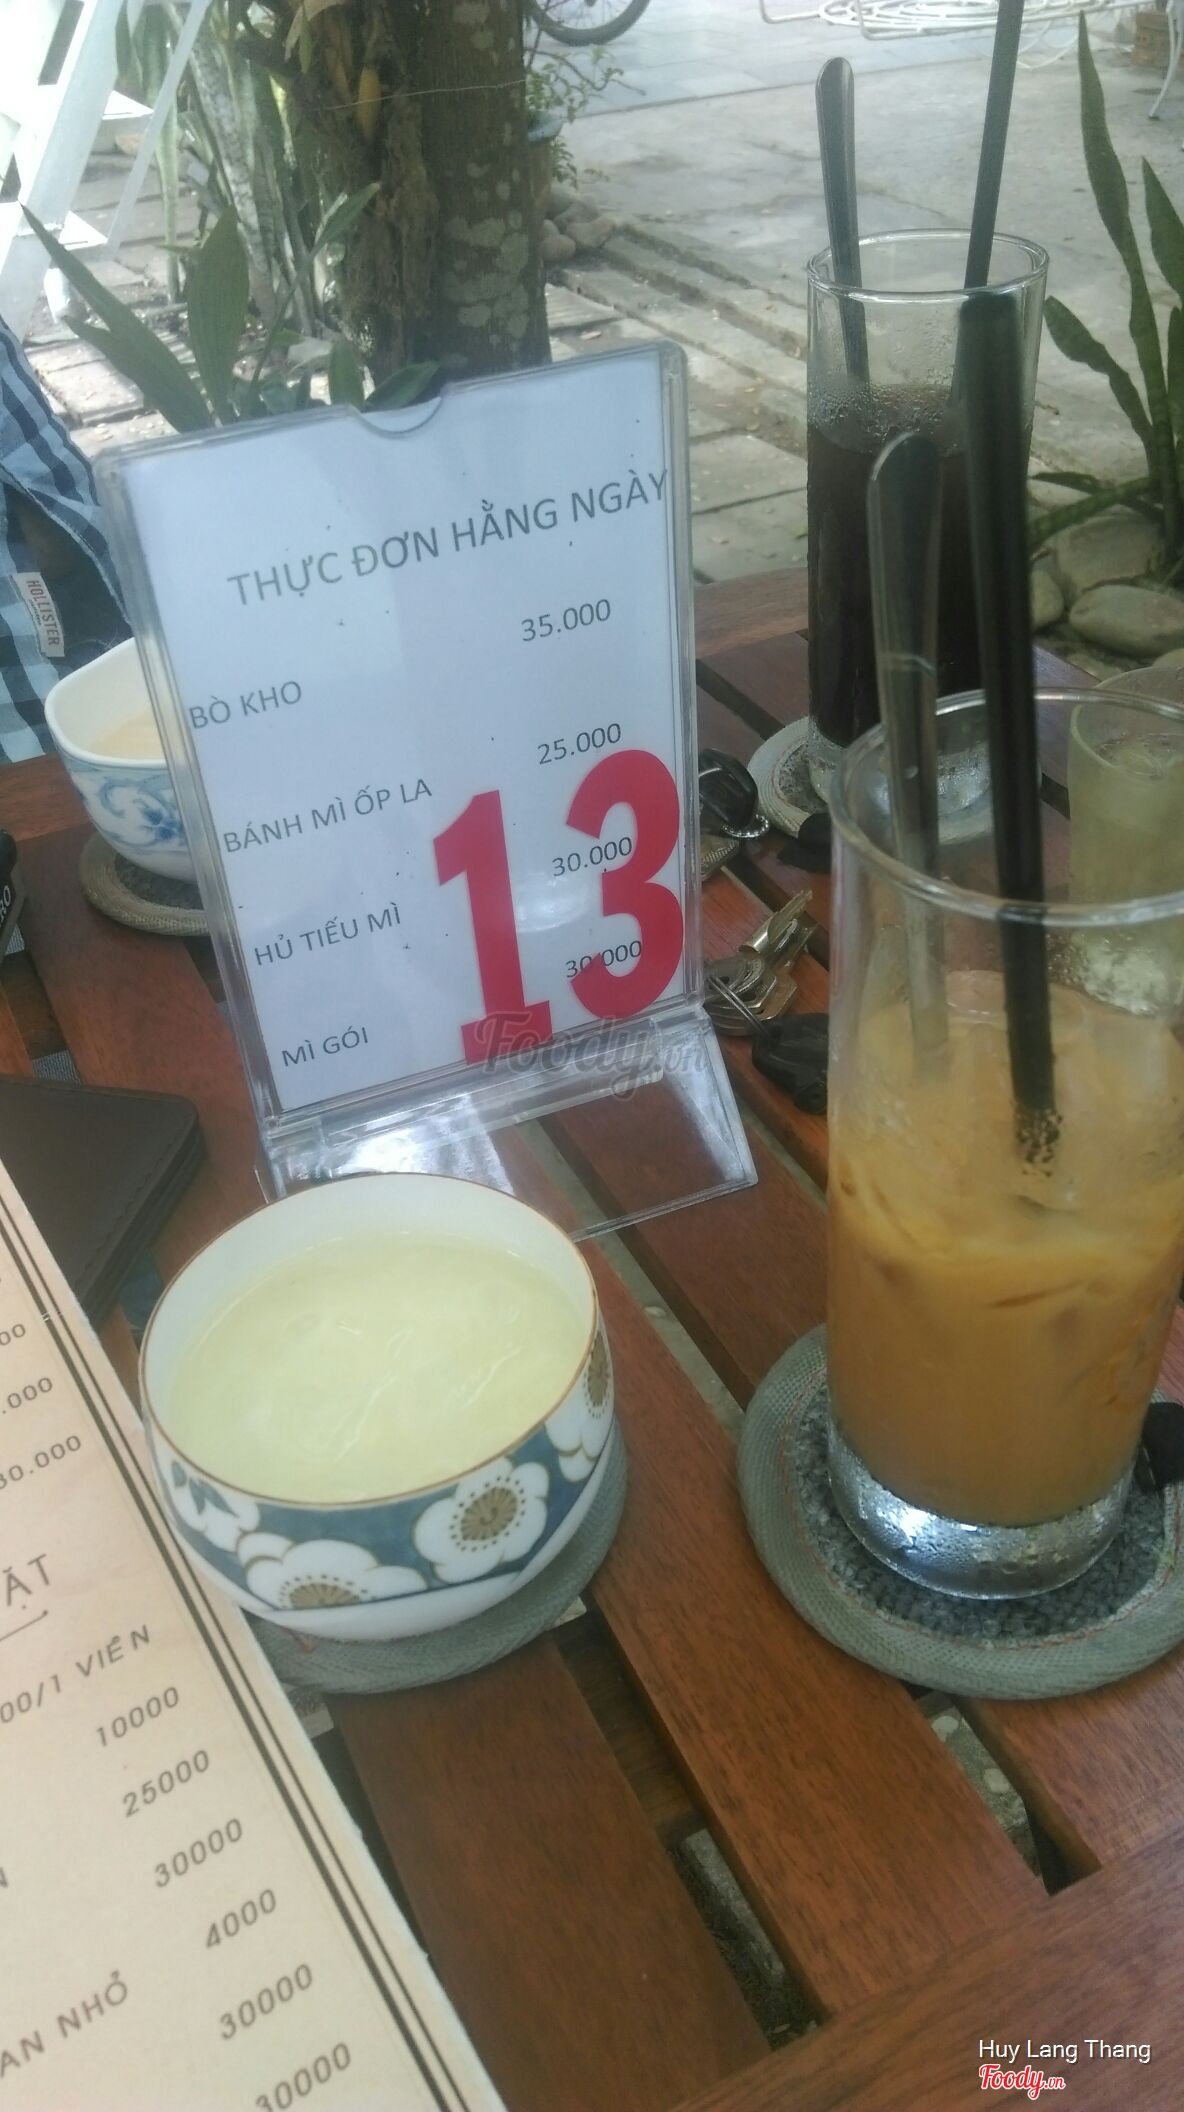 THỰC ĐƠN HẰNG NGÀY
BÒ KHO 35.000
BÁNH MÌ ỐP LA 25.000
HỦ TIẾU MÌ 30.000
MÌ GÓI 30.000
13
HOLLISTER
Foody.vn
.000
30.000
ẶT
00/1 VIÊN
10000
25000
30000
4000
AN NHỎ 30000
30000
Huy Lang Thang
Foody.vn